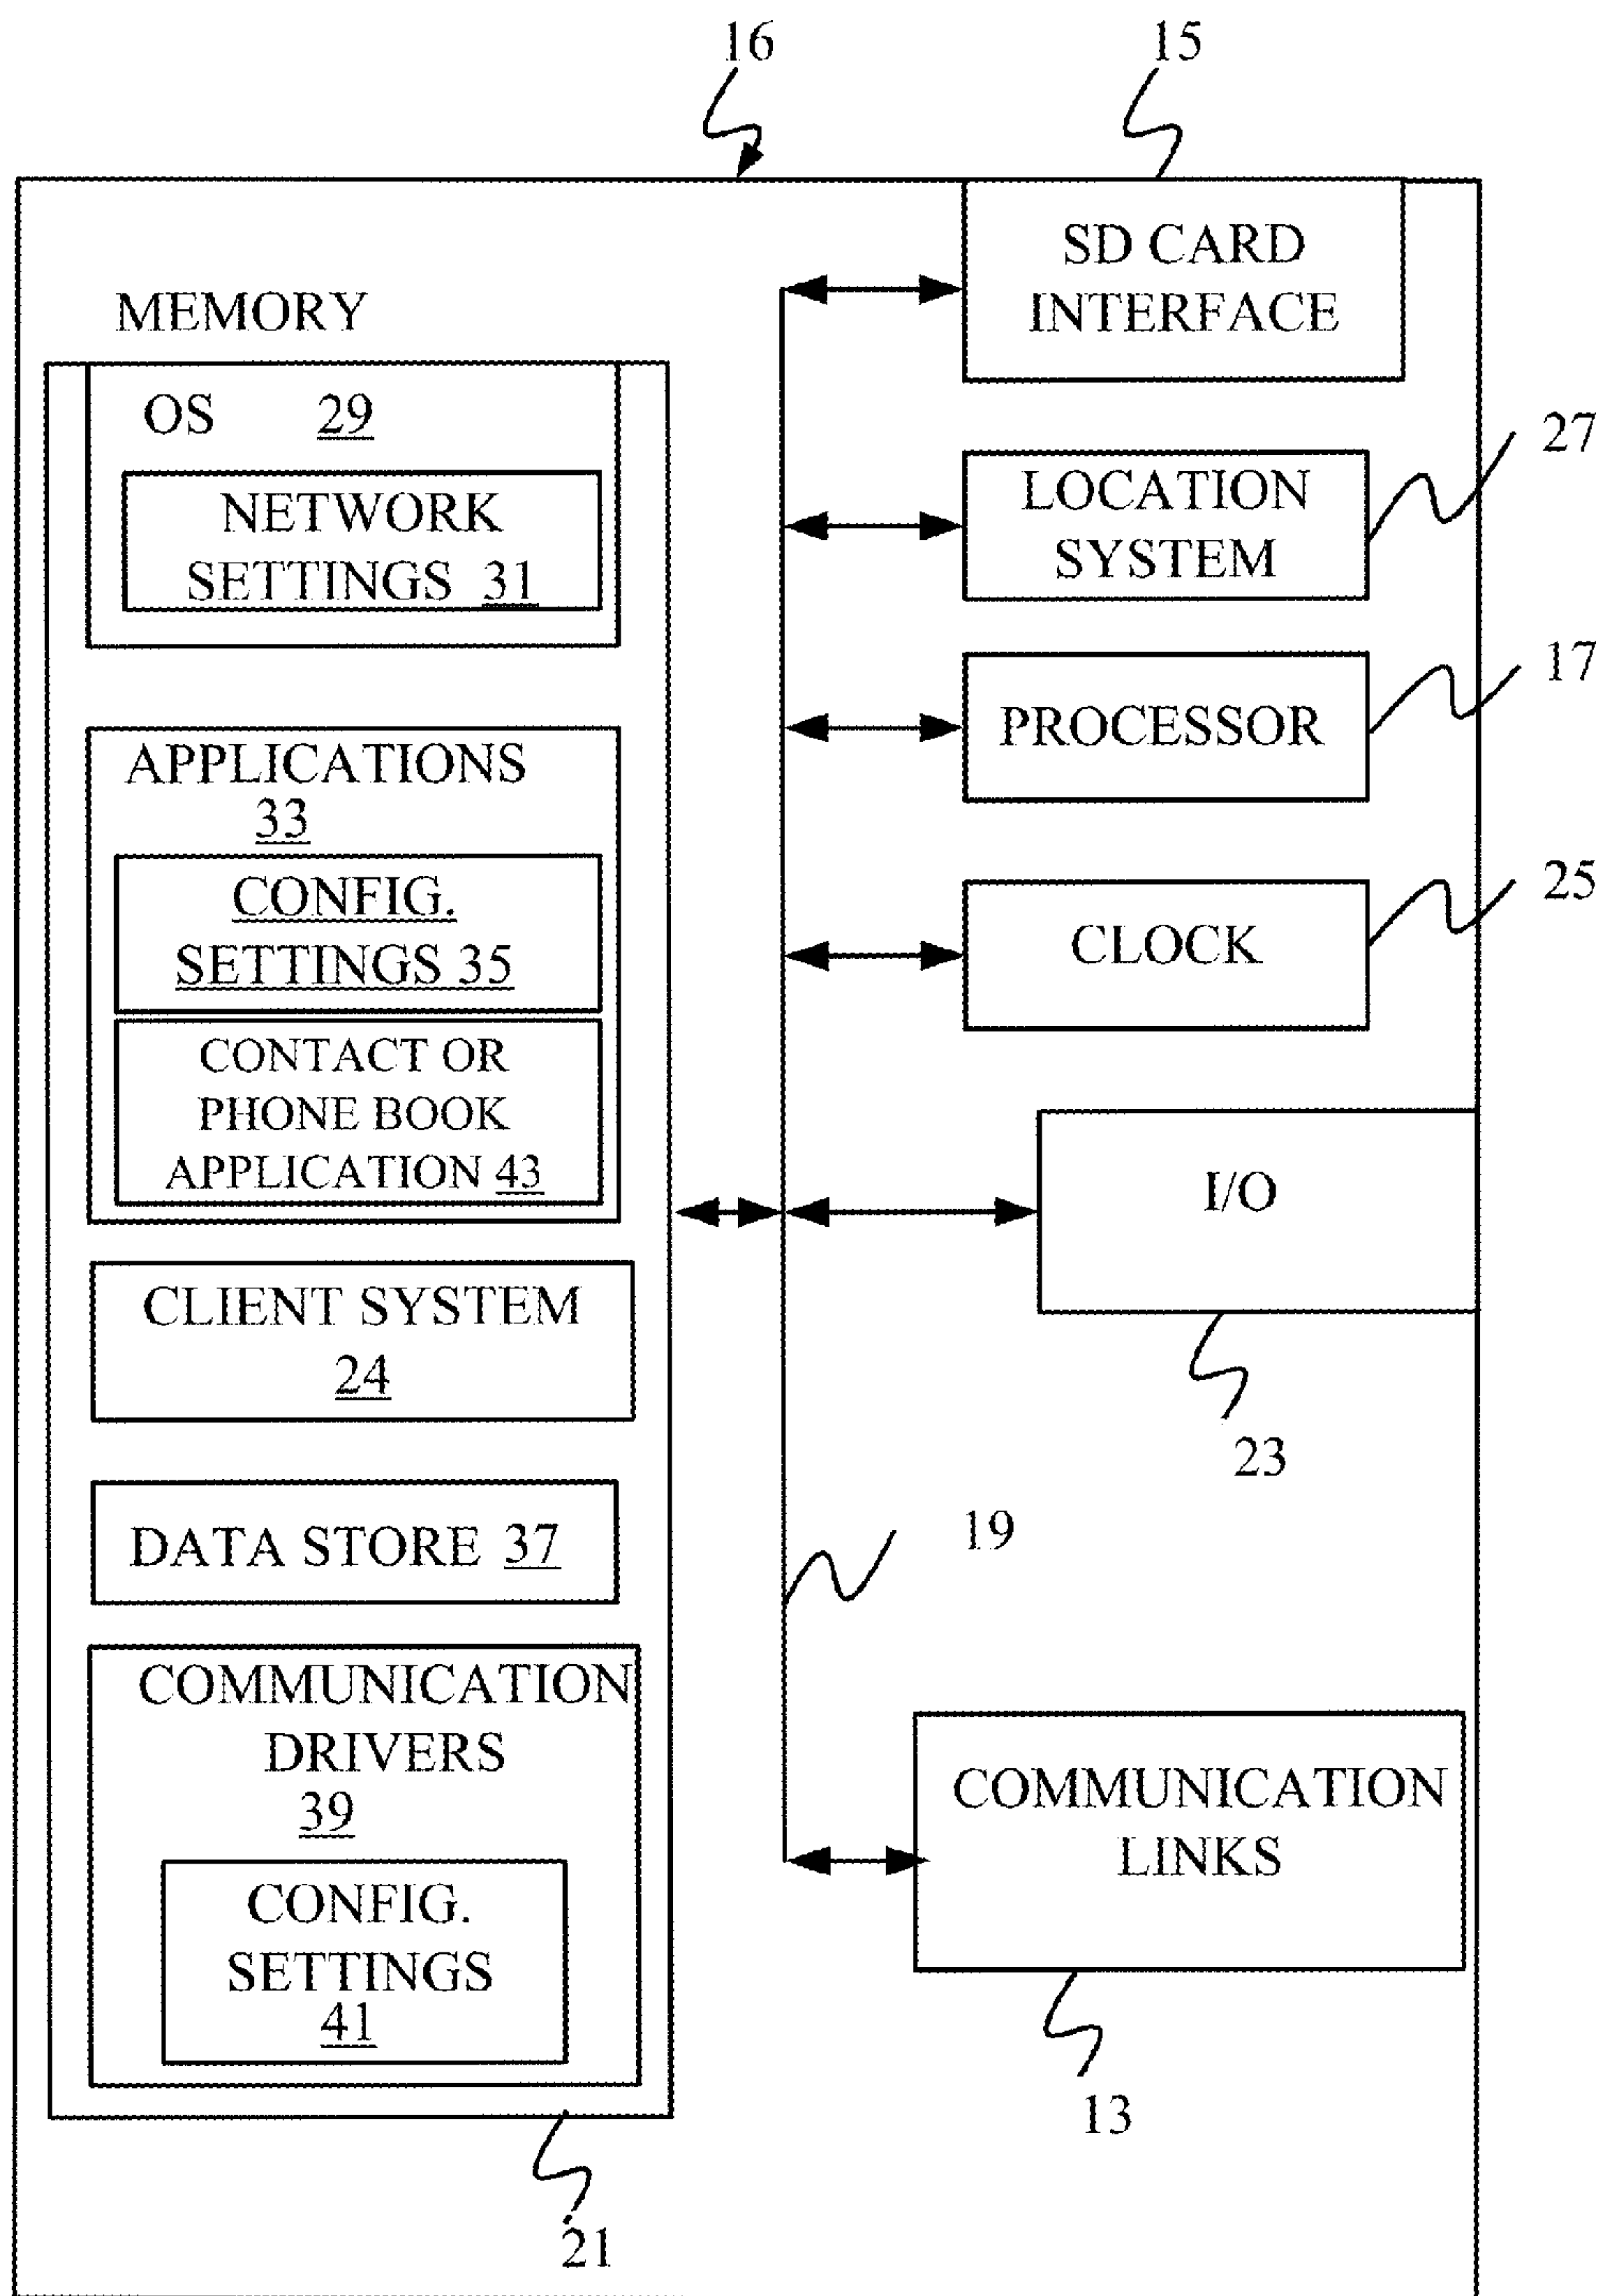 16
15
SD CARD
INTERFACE
MEMORY
OS 29
NETWORK
SETTINGS 31
27
LOCATION
SYSTEM
17
PROCESSOR
APPLICATIONS
33
CONFIG.
SETTINGS 35
25
CLOCK
CONTACT OR
PHONE BOOK
APPLICATION 43
I/O
23
CLIENT SYSTEM
24
19
DATA STORE 37
COMMUNICATION
DRIVERS
39
CONFIG.
SETTINGS
41
COMMUNICATION
LINKS
13
21